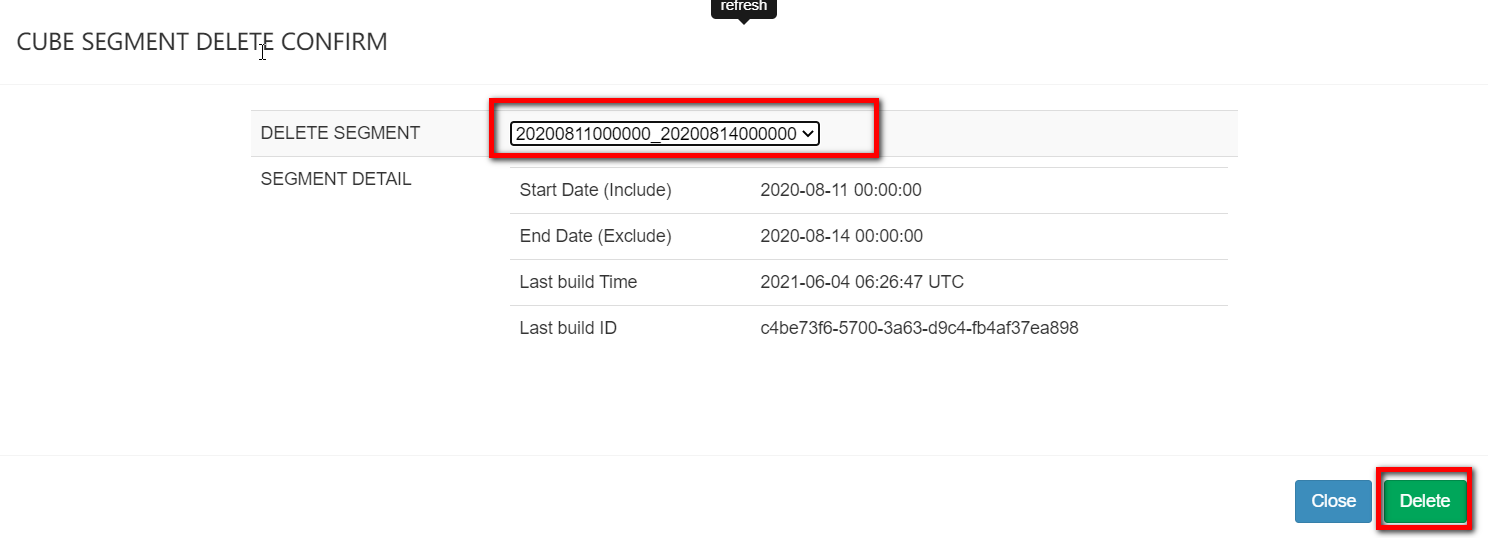 refresh
CUBE SEGMENT DELETE CONFIRM
DELETE SEGMENT 20200811000000_20200814000000
SEGMENT DETAIL
Start Date (Include) 2020-08-11 00:00:00
End Date (Exclude) 2020-08-14 00:00:00
Last build Time 2021-06-04 06:26:47 UTC
Last build ID c4be73f6-5700-3a63-d9c4-fb4af37ea898
Close Delete